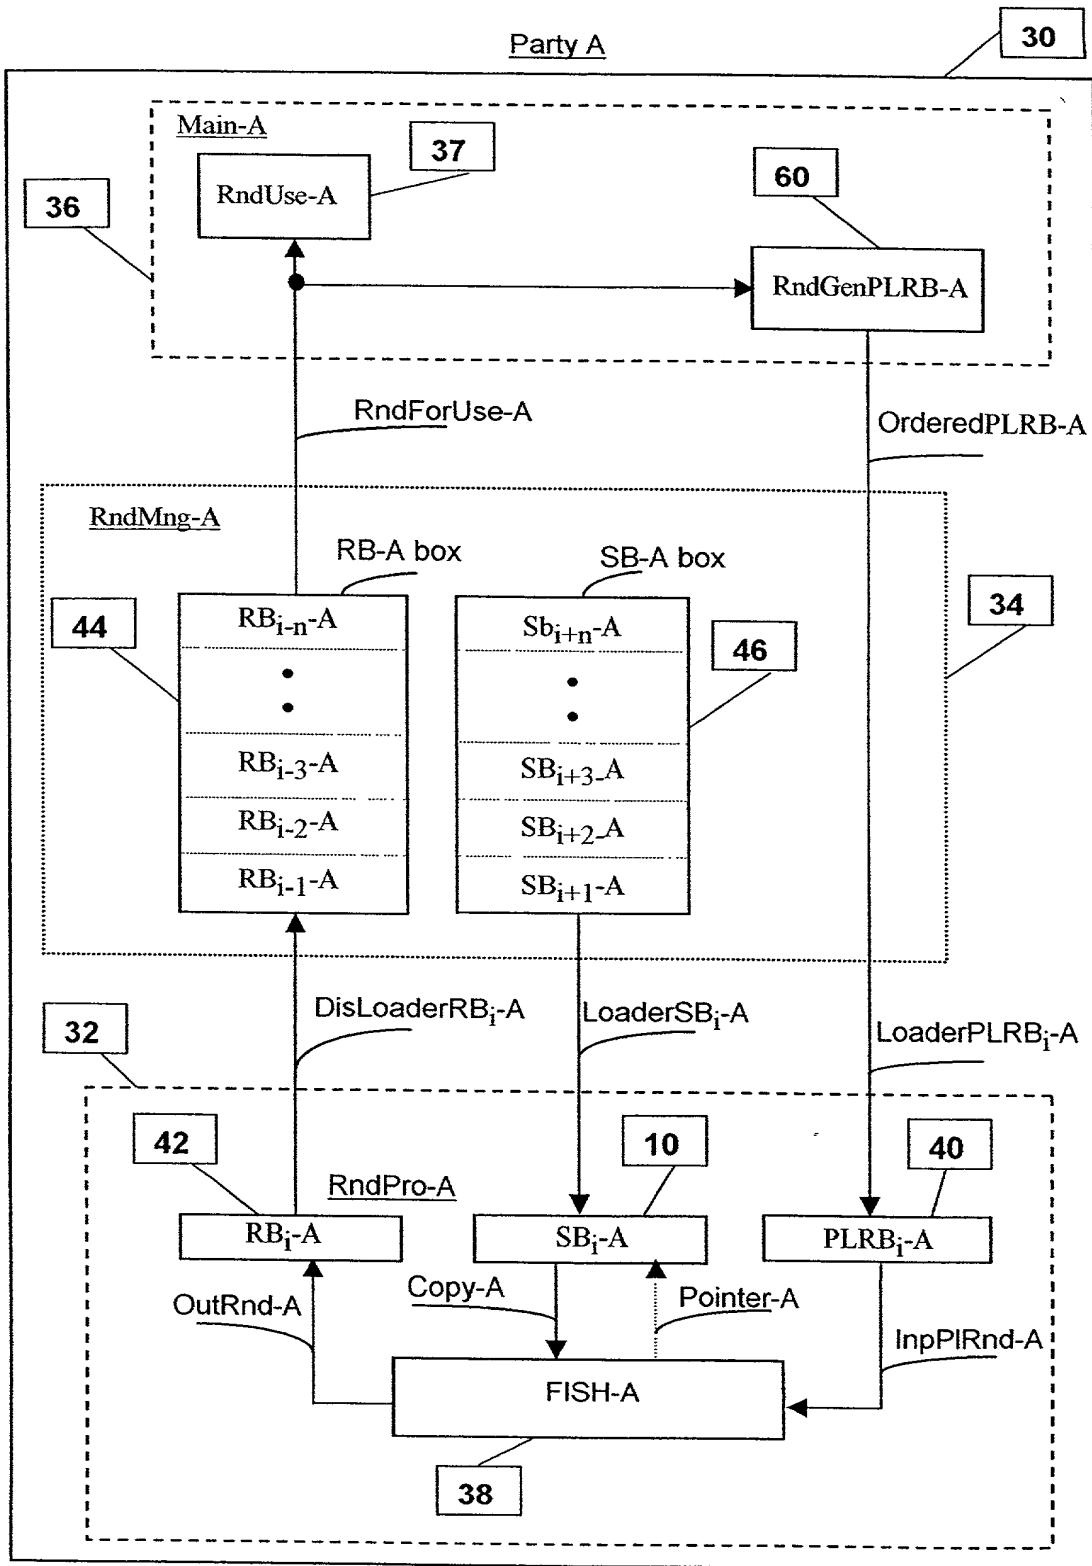 Party A
30
Main-A
37
RndUse-A
60
36
RndGenPLRB-A
RndForUse-A
OrderedPLRB-A
RndMng-A
RB-A box
SB-A box
44
34
46
RBi-n-A
Sbi+n-A
RBi-3-A
SBi+3-A
RBi-2-A
SBi+2-A
RBi-1-A
SBi+1-A
DisLoaderRBi-A
LoaderSBi-A
LoaderPLRBi-A
32
42
10
40
RndPro-A
RBi-A
SBi-A
PLRBi-A
OutRnd-A
Copy-A
Pointer-A
InpPlRnd-A
FISH-A
38